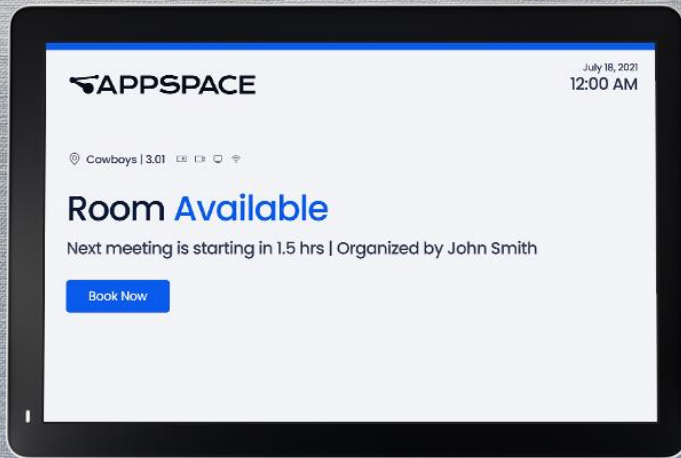 APPSPACE
July 18, 2021
12:00 AM
Cowboys | 3.01
Room Available
Next meeting is starting in 1.5 hrs | Organized by John Smith
Book Now